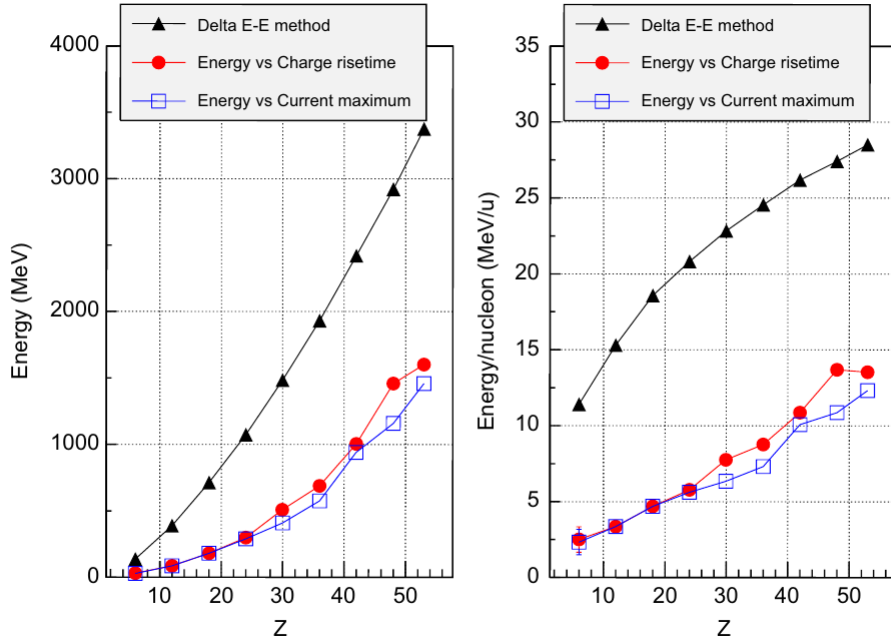 Delta E-E method
Energy vs Charge risetime
Energy vs Current maximum
4000
3000
2000
1000
0
Energy (MeV)
10 20 30 40 50
Z
Delta E-E method
Energy vs Charge risetime
Energy vs Current maximum
35
30
25
20
15
10
5
0
Energy/nucleon (MeV/u)
10 20 30 40 50
Z